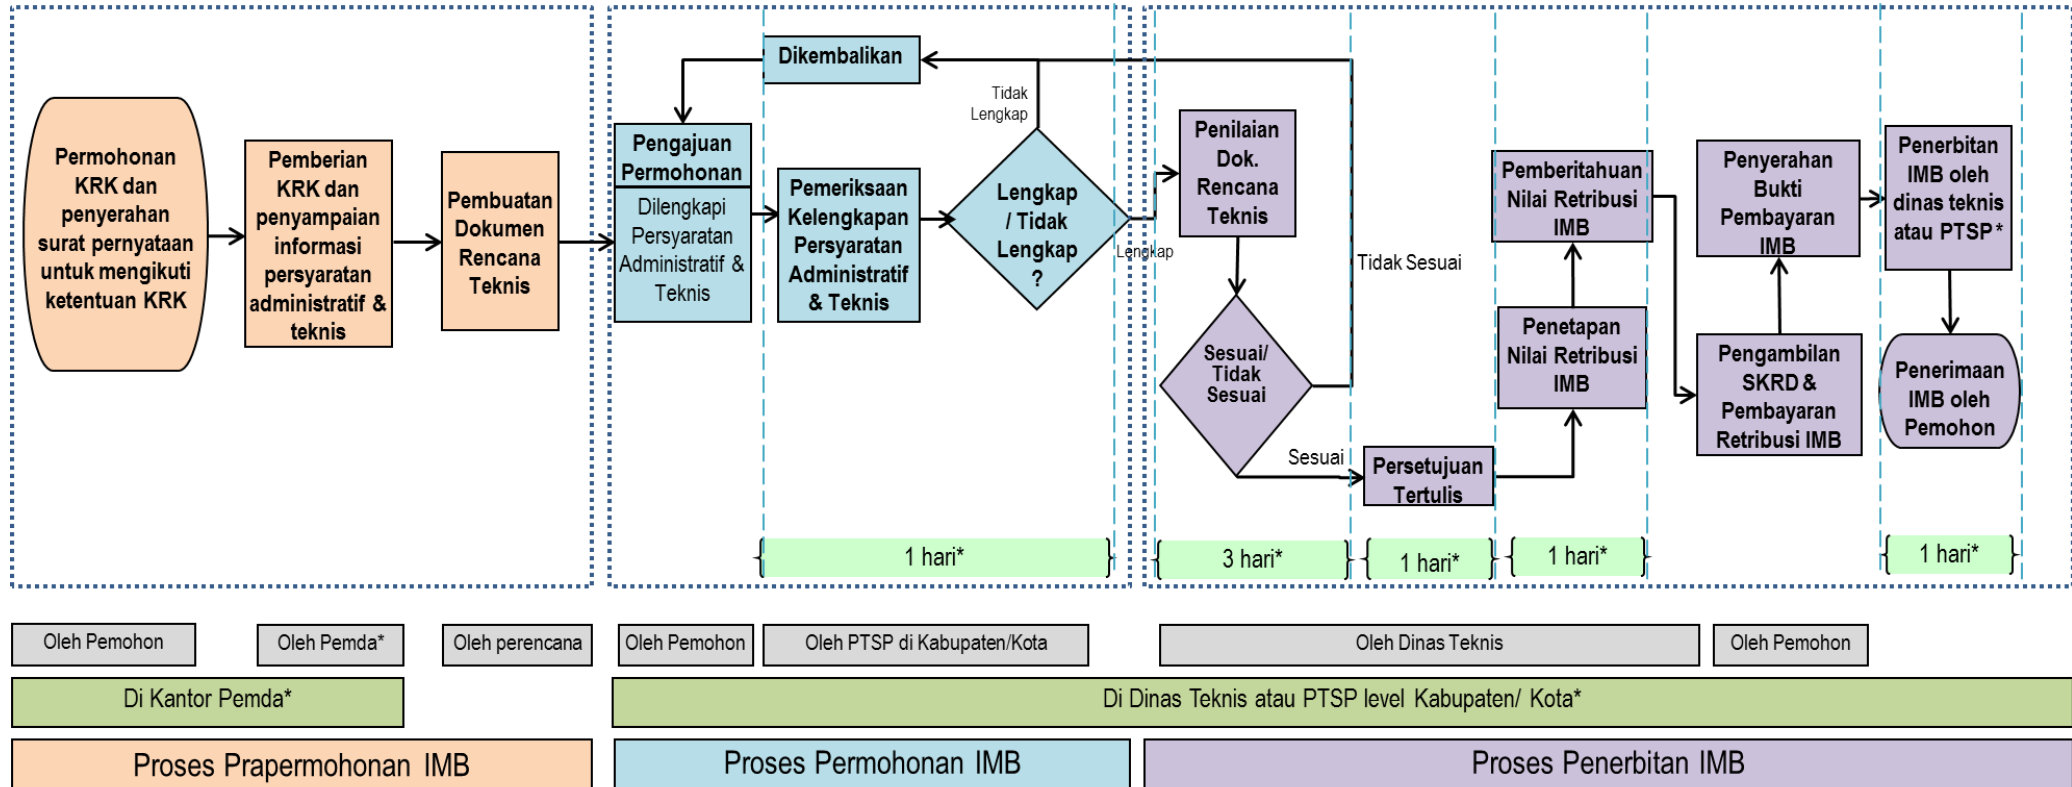 Permohonan
KRK dan
penyerahan
surat pernyataan
untuk mengikuti
ketentuan KRK
Pemberian
KRK dan
penyampaian
informasi
persyaratan
administratif &
teknis
Pembuatan
Dokumen
Rencana
Teknis
Dikembalikan
Pengajuan
Permohonan
Dilengkapi
Persyaratan
Administratif &
Teknis
Pemeriksaan
Kelengkapan
Persyaratan
Administratif
& Teknis
Tidak
Lengkap
Lengkap
/ Tidak
Lengkap
?
Lengkap
1 hari*
Penilaian
Dok.
Rencana
Teknis
Sesuai/
Tidak
Sesuai
Tidak Sesuai
Sesuai
Persetujuan
Tertulis
Pemberitahuan
Nilai Retribusi
IMB
Penetapan
Nilai Retribusi
IMB
Penyerahan
Bukti
Pembayaran
IMB
Pengambilan
SKRD &
Pembayaran
Retribusi IMB
Penerbitan
IMB oleh
dinas teknis
atau PTSP*
Penerimaan
IMB oleh
Pemohon
3 hari*
1 hari*
1 hari*
1 hari*
Oleh Pemohon
Oleh Pemda*
Oleh perencana
Oleh Pemohon
Oleh PTSP di Kabupaten/Kota
Oleh Dinas Teknis
Oleh Pemohon
Di Kantor Pemda*
Di Dinas Teknis atau PTSP level Kabupaten/ Kota*
Proses Prapermohonan IMB
Proses Permohonan IMB
Proses Penerbitan IMB